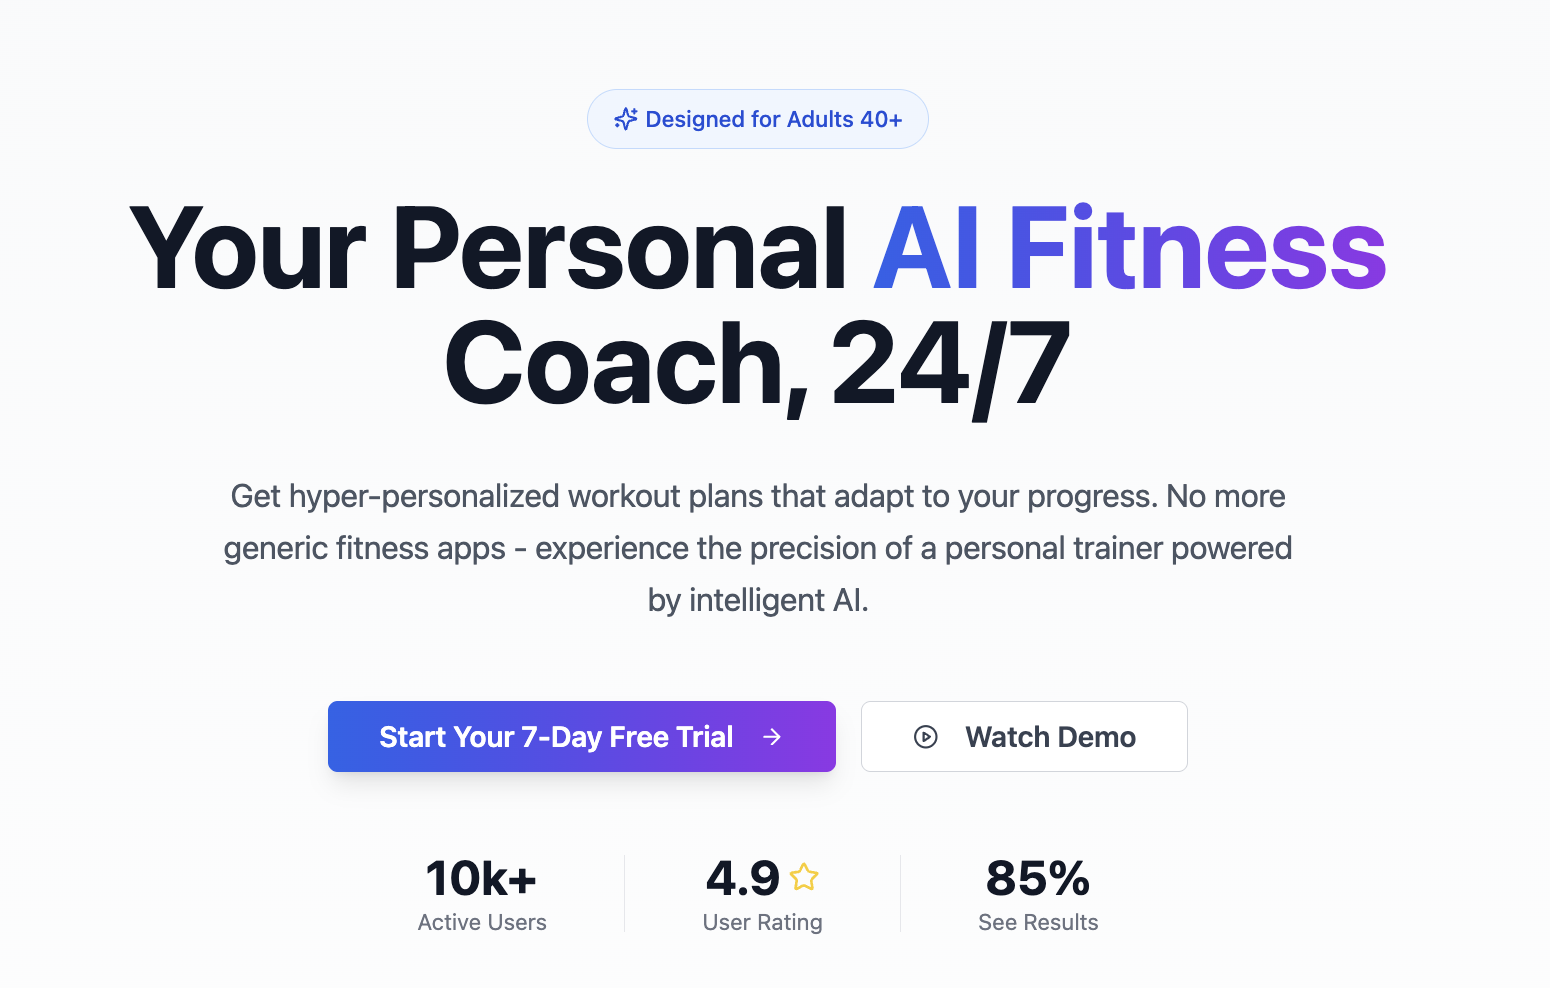 Designed for Adults 40+
Your Personal AI Fitness
Coach, 24/7
Get hyper-personalized workout plans that adapt to your progress. No more
generic fitness apps - experience the precision of a personal trainer powered
by intelligent AI.
Start Your 7-Day Free Trial →
Watch Demo
10k+
Active Users
4.9
User Rating
85%
See Results